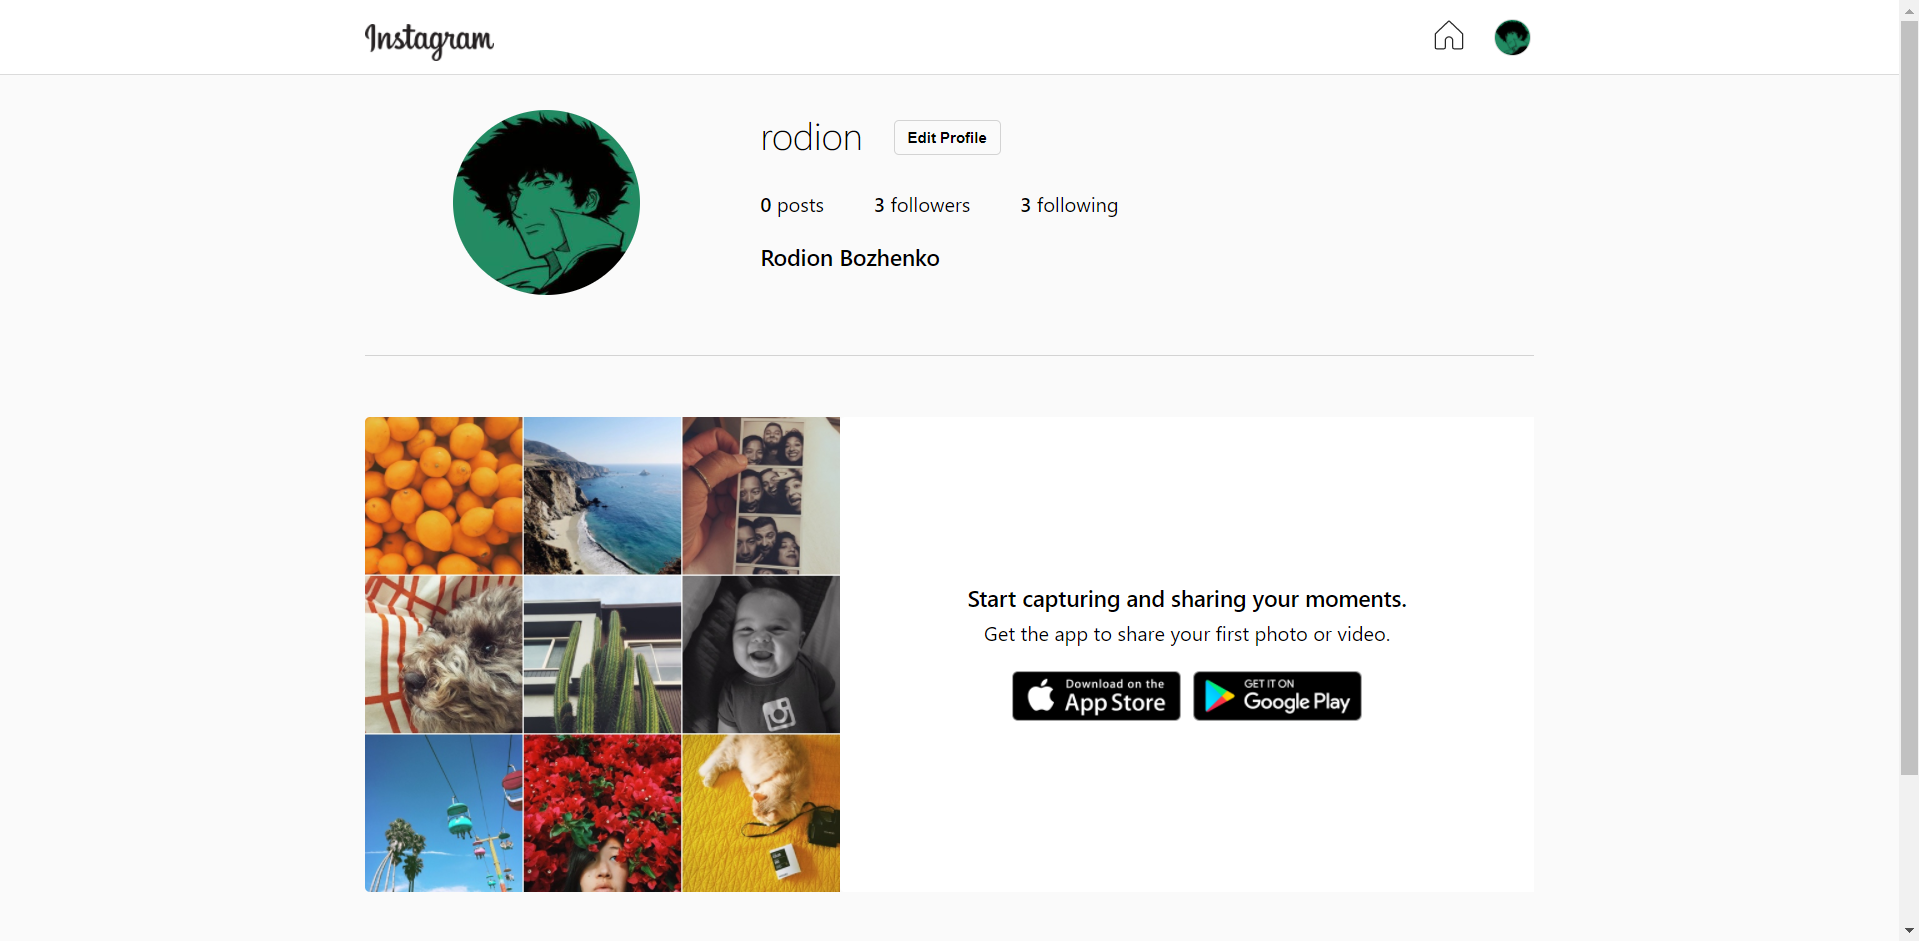 Instagram
rodion
Edit Profile
0 posts 3 followers 3 following
Rodion Bozhenko
Start capturing and sharing your moments.
Get the app to share your first photo or video.
Download on the
App Store
GET IT ON
Google Play